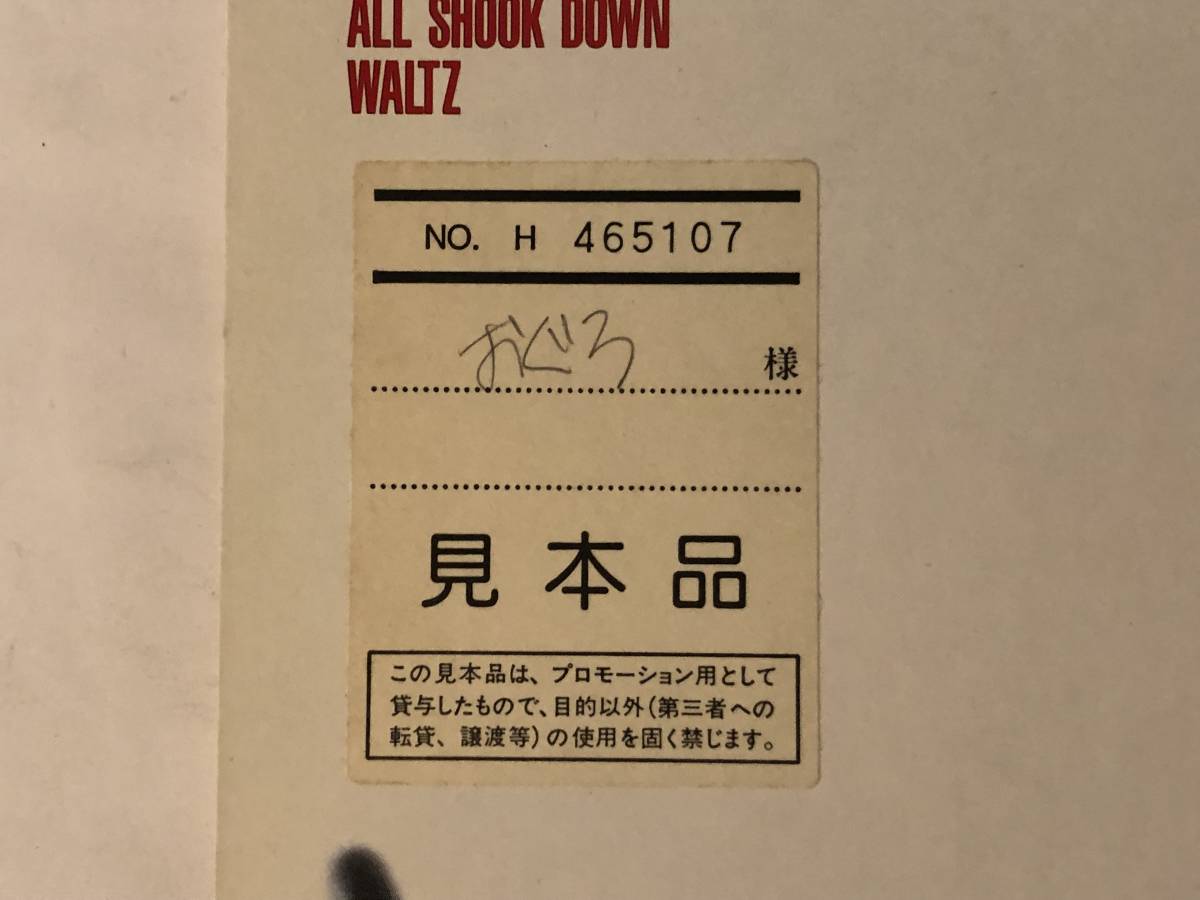 ALL SHOOK DOWN
WALTZ
NO. H 465107
おぐろ 様
見本品
この見本品は、プロモーション用として
貸与したもので、目的以外(第三者への
転貸、譲渡等)の使用を固く禁じます。